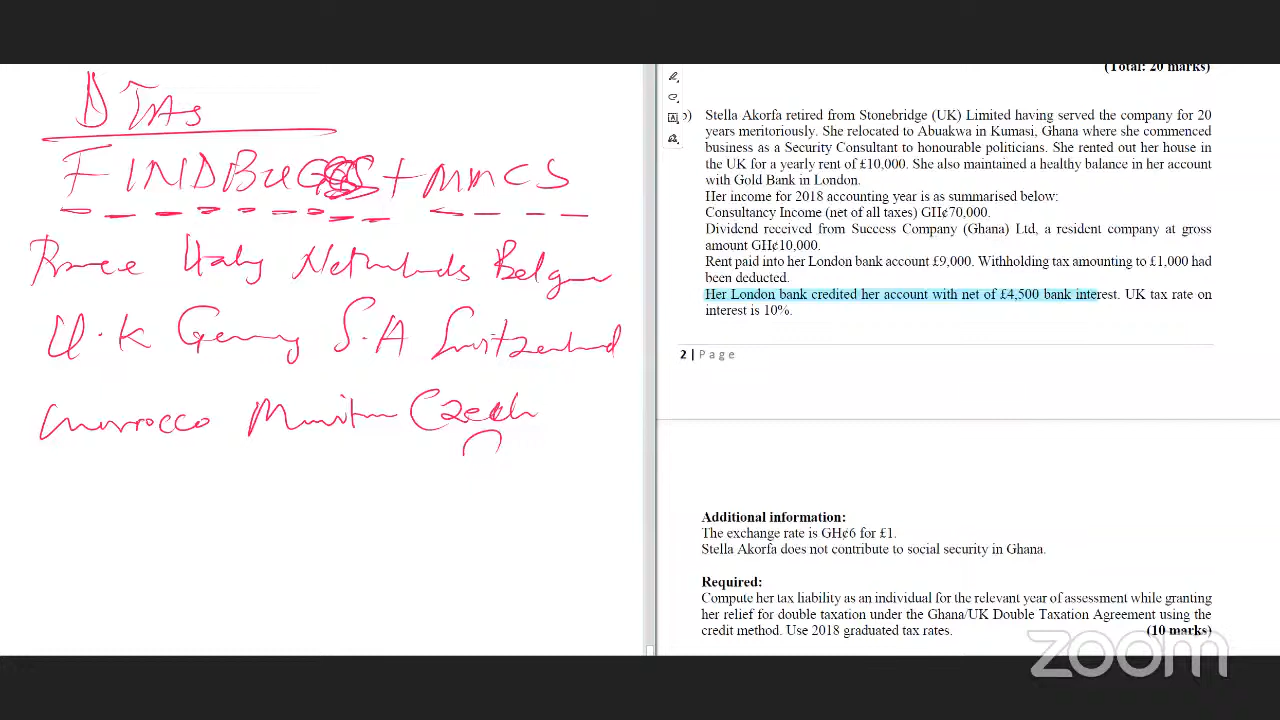 DTAs
FINDBUGS + MMCS
France Italy Netherlands Belgium
U.K Germany S.A Switzerland
Morrocco Mauritius Czech
(Total: 20 marks)
Stella Akorfa retired from Stonebridge (UK) Limited having served the company for 20
years meritoriously. She relocated to Abuakwa in Kumasi, Ghana where she commenced
business as a Security Consultant to honourable politicians. She rented out her house in
the UK for a yearly rent of £10,000. She also maintained a healthy balance in her account
with Gold Bank in London.
Her income for 2018 accounting year is as summarised below:
Consultancy Income (net of all taxes) GH¢70,000.
Dividend received from Success Company (Ghana) Ltd, a resident company at gross
amount GH¢10,000.
Rent paid into her London bank account £9,000. Withholding tax amounting to £1,000 had
been deducted.
Her London bank credited her account with net of £4,500 bank interest. UK tax rate on
interest is 10%.
2 | Page
Additional information:
The exchange rate is GH¢6 for £1.
Stella Akorfa does not contribute to social security in Ghana.
Required:
Compute her tax liability as an individual for the relevant year of assessment while granting
her relief for double taxation under the Ghana/UK Double Taxation Agreement using the
credit method. Use 2018 graduated tax rates. (10 marks)
zoom